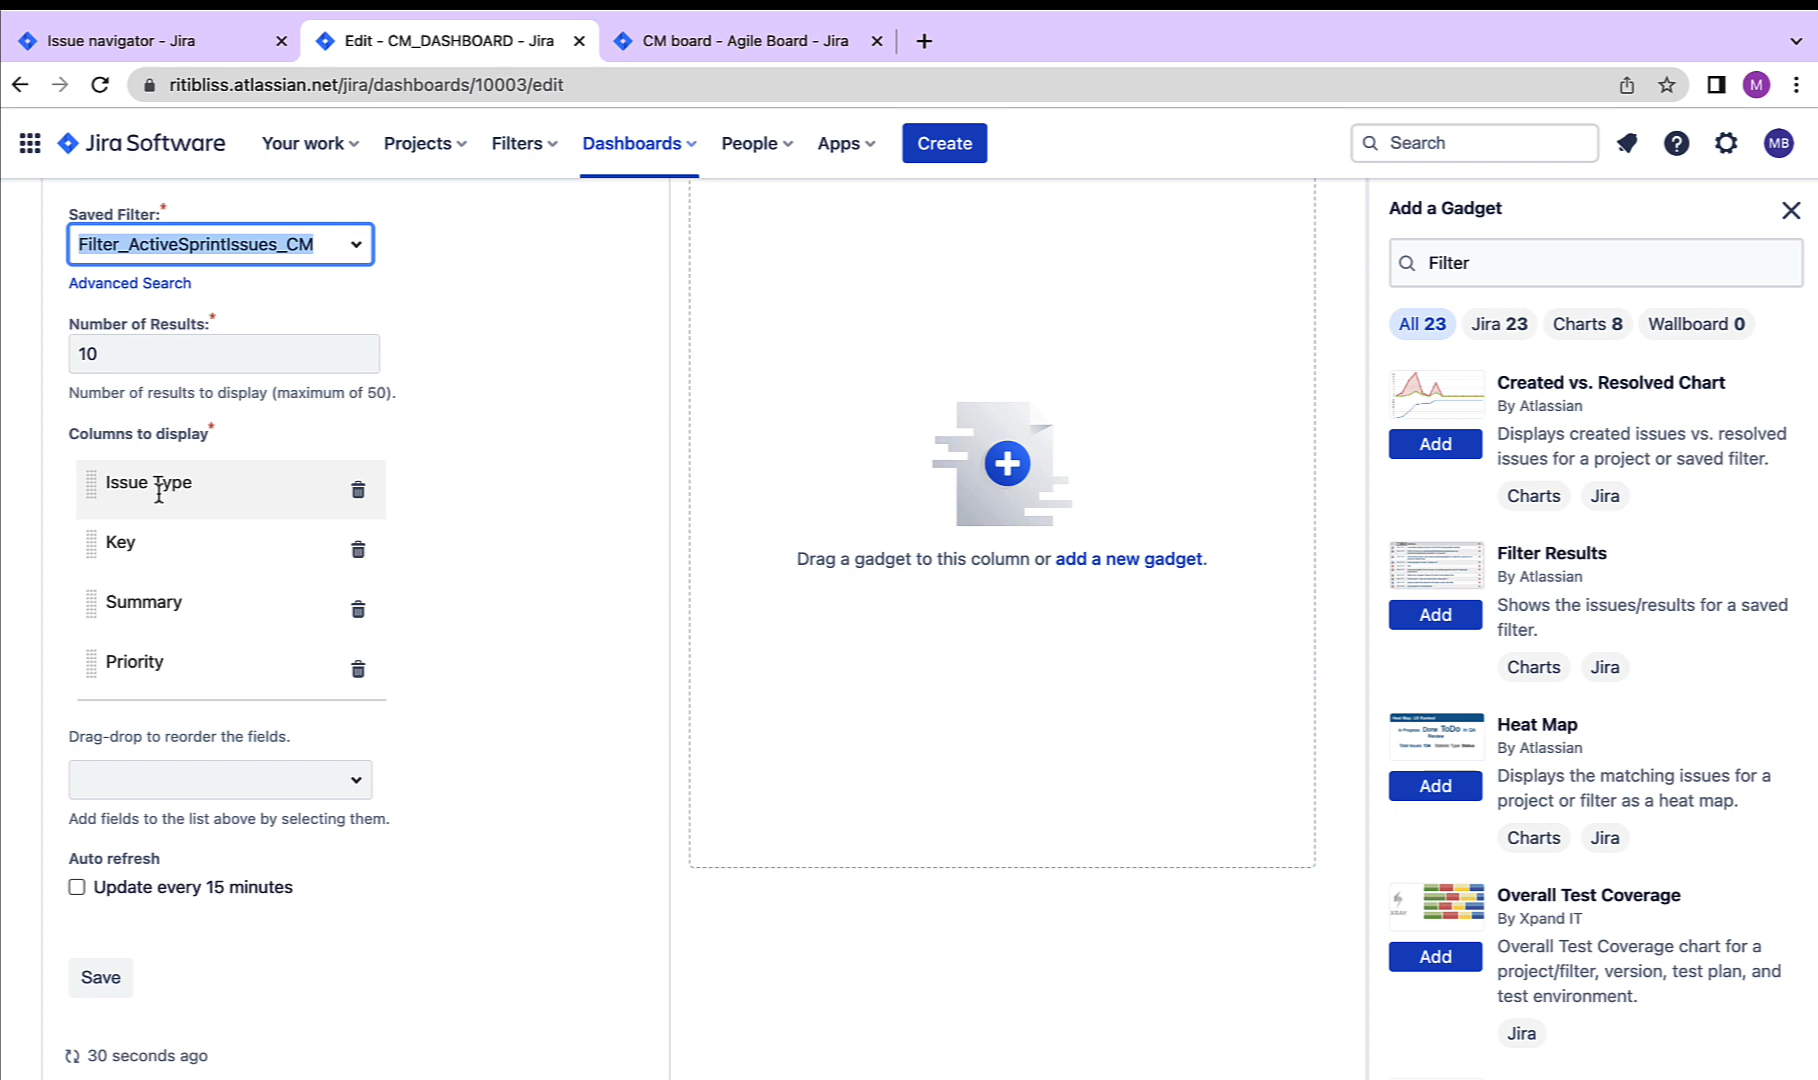 Issue navigator - Jira
Edit - CM_DASHBOARD - Jira
CM board - Agile Board - Jira
ritibliss.atlassian.net/jira/dashboards/10003/edit
M
Jira Software
Your work
Projects
Filters
Dashboards
People
Apps
Create
Search
MB
Saved Filter:*
Filter_ActiveSprintIssues_CM
Advanced Search
Number of Results:*
10
Number of results to display (maximum of 50).
Columns to display*
Issue Type
Key
Summary
Priority
Drag-drop to reorder the fields.
Add fields to the list above by selecting them.
Auto refresh
Update every 15 minutes
Save
30 seconds ago
Drag a gadget to this column or add a new gadget.
Add a Gadget
Filter
All 23
Jira 23
Charts 8
Wallboard 0
Created vs. Resolved Chart
By Atlassian
Add
Displays created issues vs. resolved
issues for a project or saved filter.
Charts
Jira
Filter Results
By Atlassian
Add
Shows the issues/results for a saved
filter.
Charts
Jira
Heat Map
By Atlassian
Add
Displays the matching issues for a
project or filter as a heat map.
Charts
Jira
Overall Test Coverage
By Xpand IT
Add
Overall Test Coverage chart for a
project/filter, version, test plan, and
test environment.
Jira